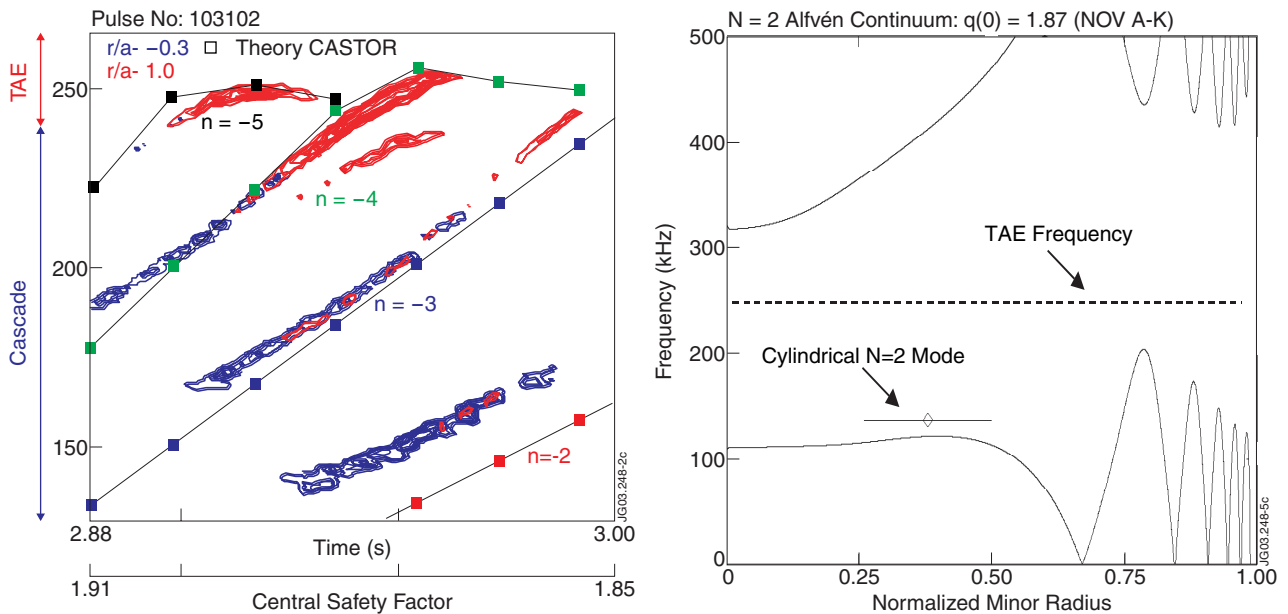 Pulse No: 103102
r/a- −0.3 □ Theory CASTOR
r/a- 1.0
TAE
Cascade
250
200
150
n = −5
n = −4
n = −3
n=-2
JG03.248-2c
2.88
3.00
Time (s)
1.91
1.85
Central Safety Factor
N = 2 Alfvén Continuum: q(0) = 1.87 (NOV A-K)
500
400
300
200
100
0
Frequency (kHz)
TAE Frequency
Cylindrical N=2 Mode
JG03.248-5c
0
0.25
0.50
0.75
1.00
Normalized Minor Radius